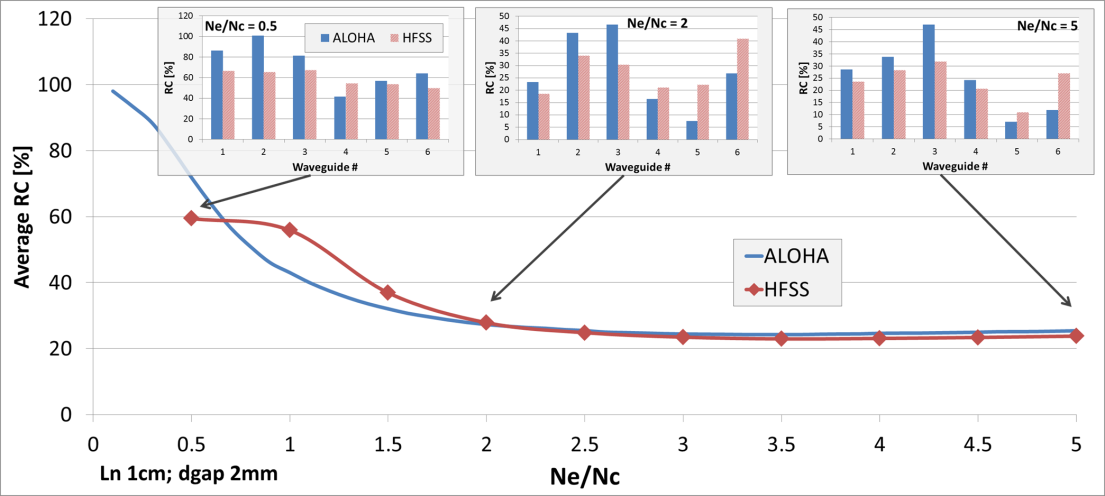 Ne/Nc = 0.5
ALOHA HFSS
RC [%]
120
100
80
60
40
20
0
1 2 3 4 5 6
Waveguide #
Ne/Nc = 2
RC [%]
50
45
40
35
30
25
20
15
10
5
0
1 2 3 4 5 6
Waveguide #
Ne/Nc = 5
RC [%]
50
45
40
35
30
25
20
15
10
5
0
1 2 3 4 5 6
Waveguide #
Average RC [%]
120
100
80
60
40
20
0
ALOHA
HFSS
0 0.5 1 1.5 2 2.5 3 3.5 4 4.5 5
Ln 1cm; dgap 2mm
Ne/Nc